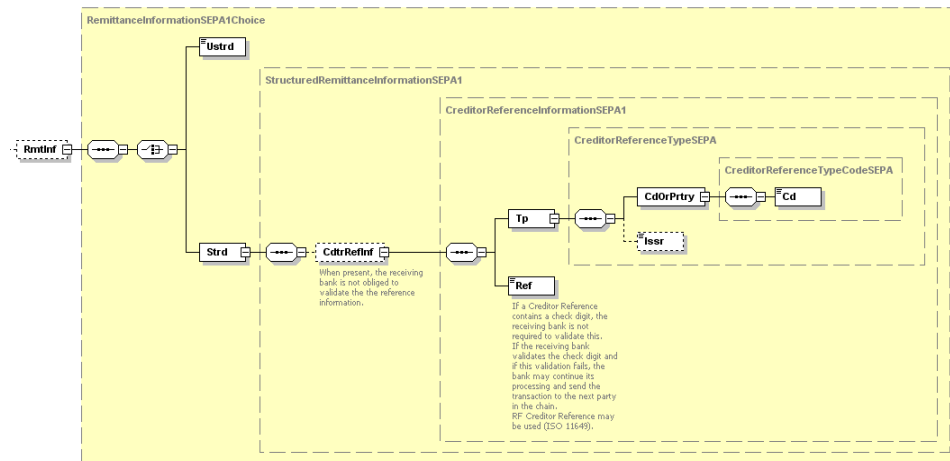 RemittanceInformationSEPA1Choice
Ustrd
StructuredRemittanceInformationSEPA1
CreditorReferenceInformationSEPA1
CreditorReferenceTypeSEPA
CreditorReferenceTypeCodeSEPA
RmtInf
CdOrPrtry
Cd
Tp
Issr
Strd
CdtrRefInf
When present, the receiving
bank is not obliged to
validate the the reference
information.
Ref
If a Creditor Reference
contains a check digit, the
receiving bank is not
required to validate this.
If the receiving bank
validates the check digit and
if this validation fails, the
bank may continue its
processing and send the
transaction to the next party
in the chain.
RF Creditor Reference may
be used (ISO 11649).